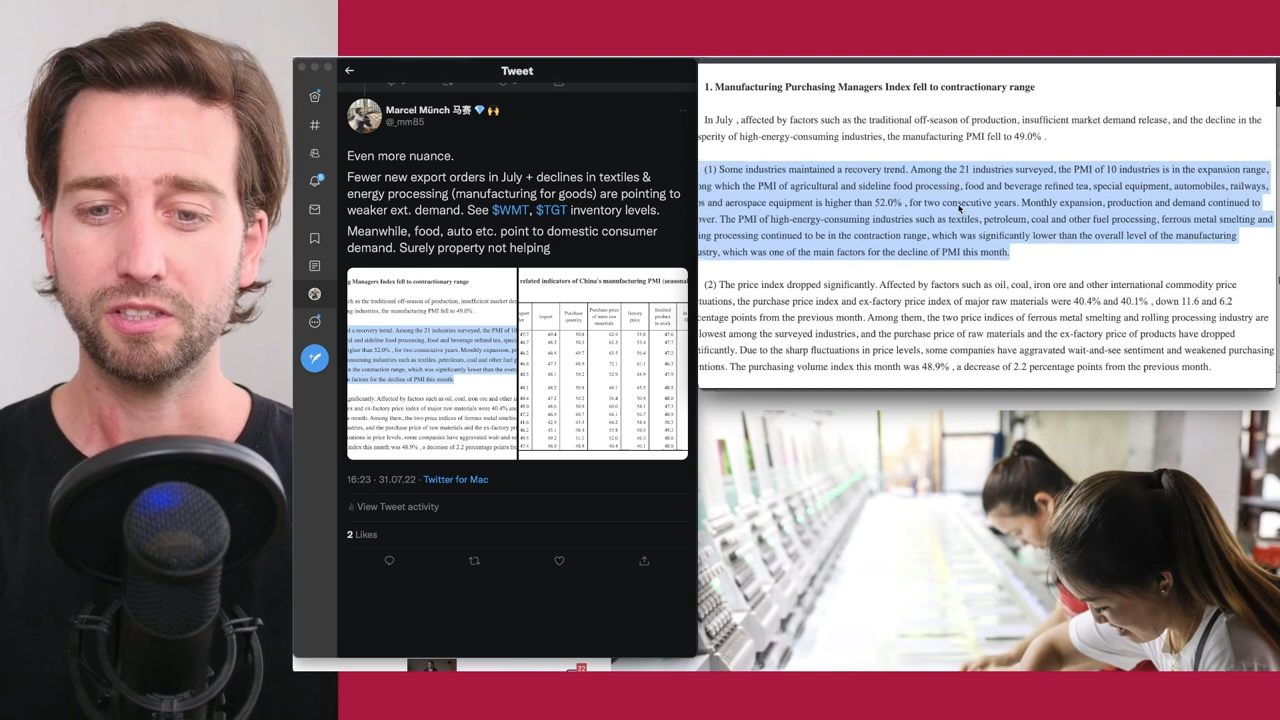 Tweet
Marcel Münch 马赛 💎 🙌
@_mm85
Even more nuance.
Fewer new export orders in July + declines in textiles &
energy processing (manufacturing for goods) are pointing to
weaker ext. demand. See $WMT, $TGT inventory levels.
Meanwhile, food, auto etc. point to domestic consumer
demand. Surely property not helping
g Managers Index fell to contractionary range
related indicators of China's manufacturing PMI (seasonal
16:23 · 31.07.22 · Twitter for Mac
View Tweet activity
2 Likes
22
1. Manufacturing Purchasing Managers Index fell to contractionary range
In July , affected by factors such as the traditional off-season of production, insufficient market demand release, and the decline in the
sperity of high-energy-consuming industries, the manufacturing PMI fell to 49.0% .
(1) Some industries maintained a recovery trend. Among the 21 industries surveyed, the PMI of 10 industries is in the expansion range,
ong which the PMI of agricultural and sideline food processing, food and beverage refined tea, special equipment, automobiles, railways,
s and aerospace equipment is higher than 52.0% , for two consecutive years. Monthly expansion, production and demand continued to
over. The PMI of high-energy-consuming industries such as textiles, petroleum, coal and other fuel processing, ferrous metal smelting and
ing processing continued to be in the contraction range, which was significantly lower than the overall level of the manufacturing
ustry, which was one of the main factors for the decline of PMI this month.
(2) The price index dropped significantly. Affected by factors such as oil, coal, iron ore and other international commodity price
tuations, the purchase price index and ex-factory price index of major raw materials were 40.4% and 40.1% , down 11.6 and 6.2
centage points from the previous month. Among them, the two price indices of ferrous metal smelting and rolling processing industry are
lowest among the surveyed industries, and the purchase price of raw materials and the ex-factory price of products have dropped
nificantly. Due to the sharp fluctuations in price levels, some companies have aggravated wait-and-see sentiment and weakened purchasing
ntions. The purchasing volume index this month was 48.9% , a decrease of 2.2 percentage points from the previous month.